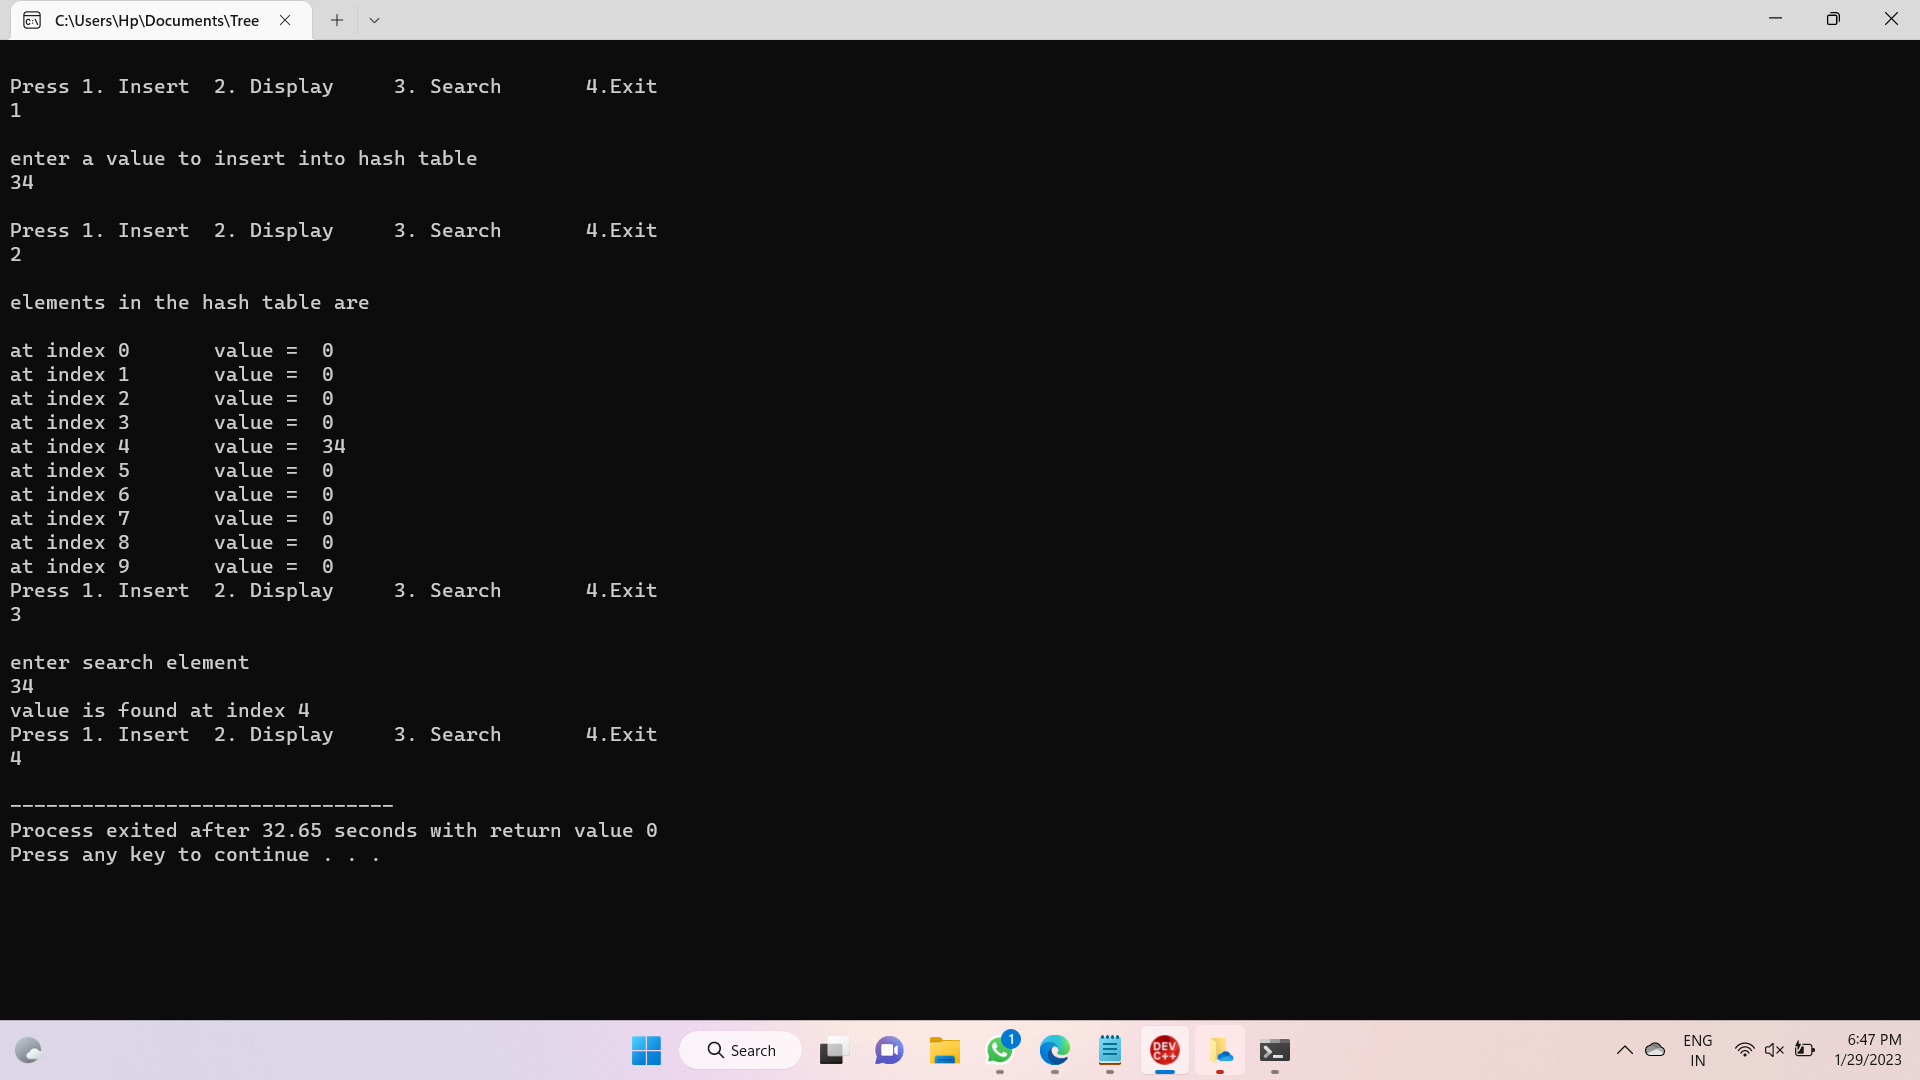 C:\Users\Hp\Documents\Tree
Press 1. Insert  2. Display     3. Search       4.Exit
1
enter a value to insert into hash table
34
Press 1. Insert  2. Display     3. Search       4.Exit
2
elements in the hash table are
at index 0       value =  0
at index 1       value =  0
at index 2       value =  0
at index 3       value =  0
at index 4       value =  34
at index 5       value =  0
at index 6       value =  0
at index 7       value =  0
at index 8       value =  0
at index 9       value =  0
Press 1. Insert  2. Display     3. Search       4.Exit
3
enter search element
34
value is found at index 4
Press 1. Insert  2. Display     3. Search       4.Exit
4
--------------------------------
Process exited after 32.65 seconds with return value 0
Press any key to continue . . .
Search
1
DEV
C++
ENG
IN
6:47 PM
1/29/2023